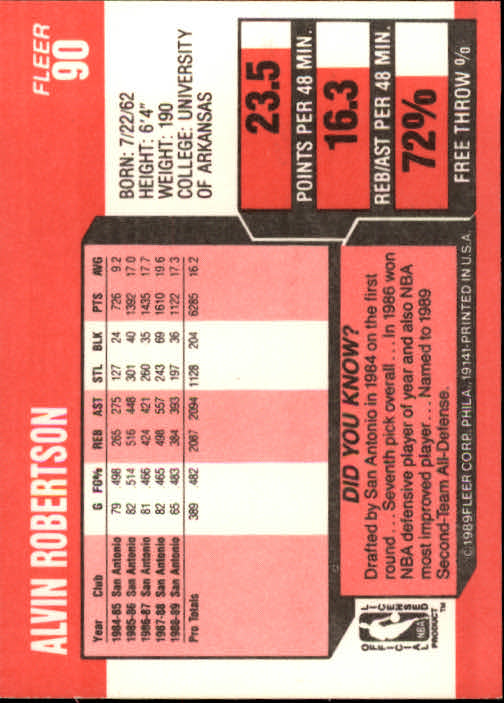 FLEER
90
ALVIN ROBERTSON
BORN: 7/22/62
HEIGHT: 6'4"
WEIGHT: 190
COLLEGE: UNIVERSITY
OF ARKANSAS
23.5
POINTS PER 48 MIN.
16.3
REB/AST PER 48 MIN.
72%
FREE THROW %
Year Club G FG% REB AST STL BLK PTS AVG
1984-85 San Antonio 79 .498 265 275 127 24 726 9.2
1985-86 San Antonio 82 .514 516 448 301 40 1392 17.0
1986-87 San Antonio 81 .466 424 421 260 35 1435 17.7
1987-88 San Antonio 82 .465 498 557 243 69 1610 19.6
1988-89 San Antonio 65 .483 384 393 197 36 1122 17.3
Pro Totals 389 .482 2087 2094 1128 204 6285 16.2
DID YOU KNOW?
Drafted by San Antonio in 1984 on the first
round... Seventh pick overall... In 1986 won
NBA defensive player of year and also NBA
most improved player... Named to 1989
Second-Team All-Defense.
©1989 FLEER CORP. PHILA., 19141-PRINTED IN U.S.A.
OFFICIAL LICENSED
NBA
PRODUCT™